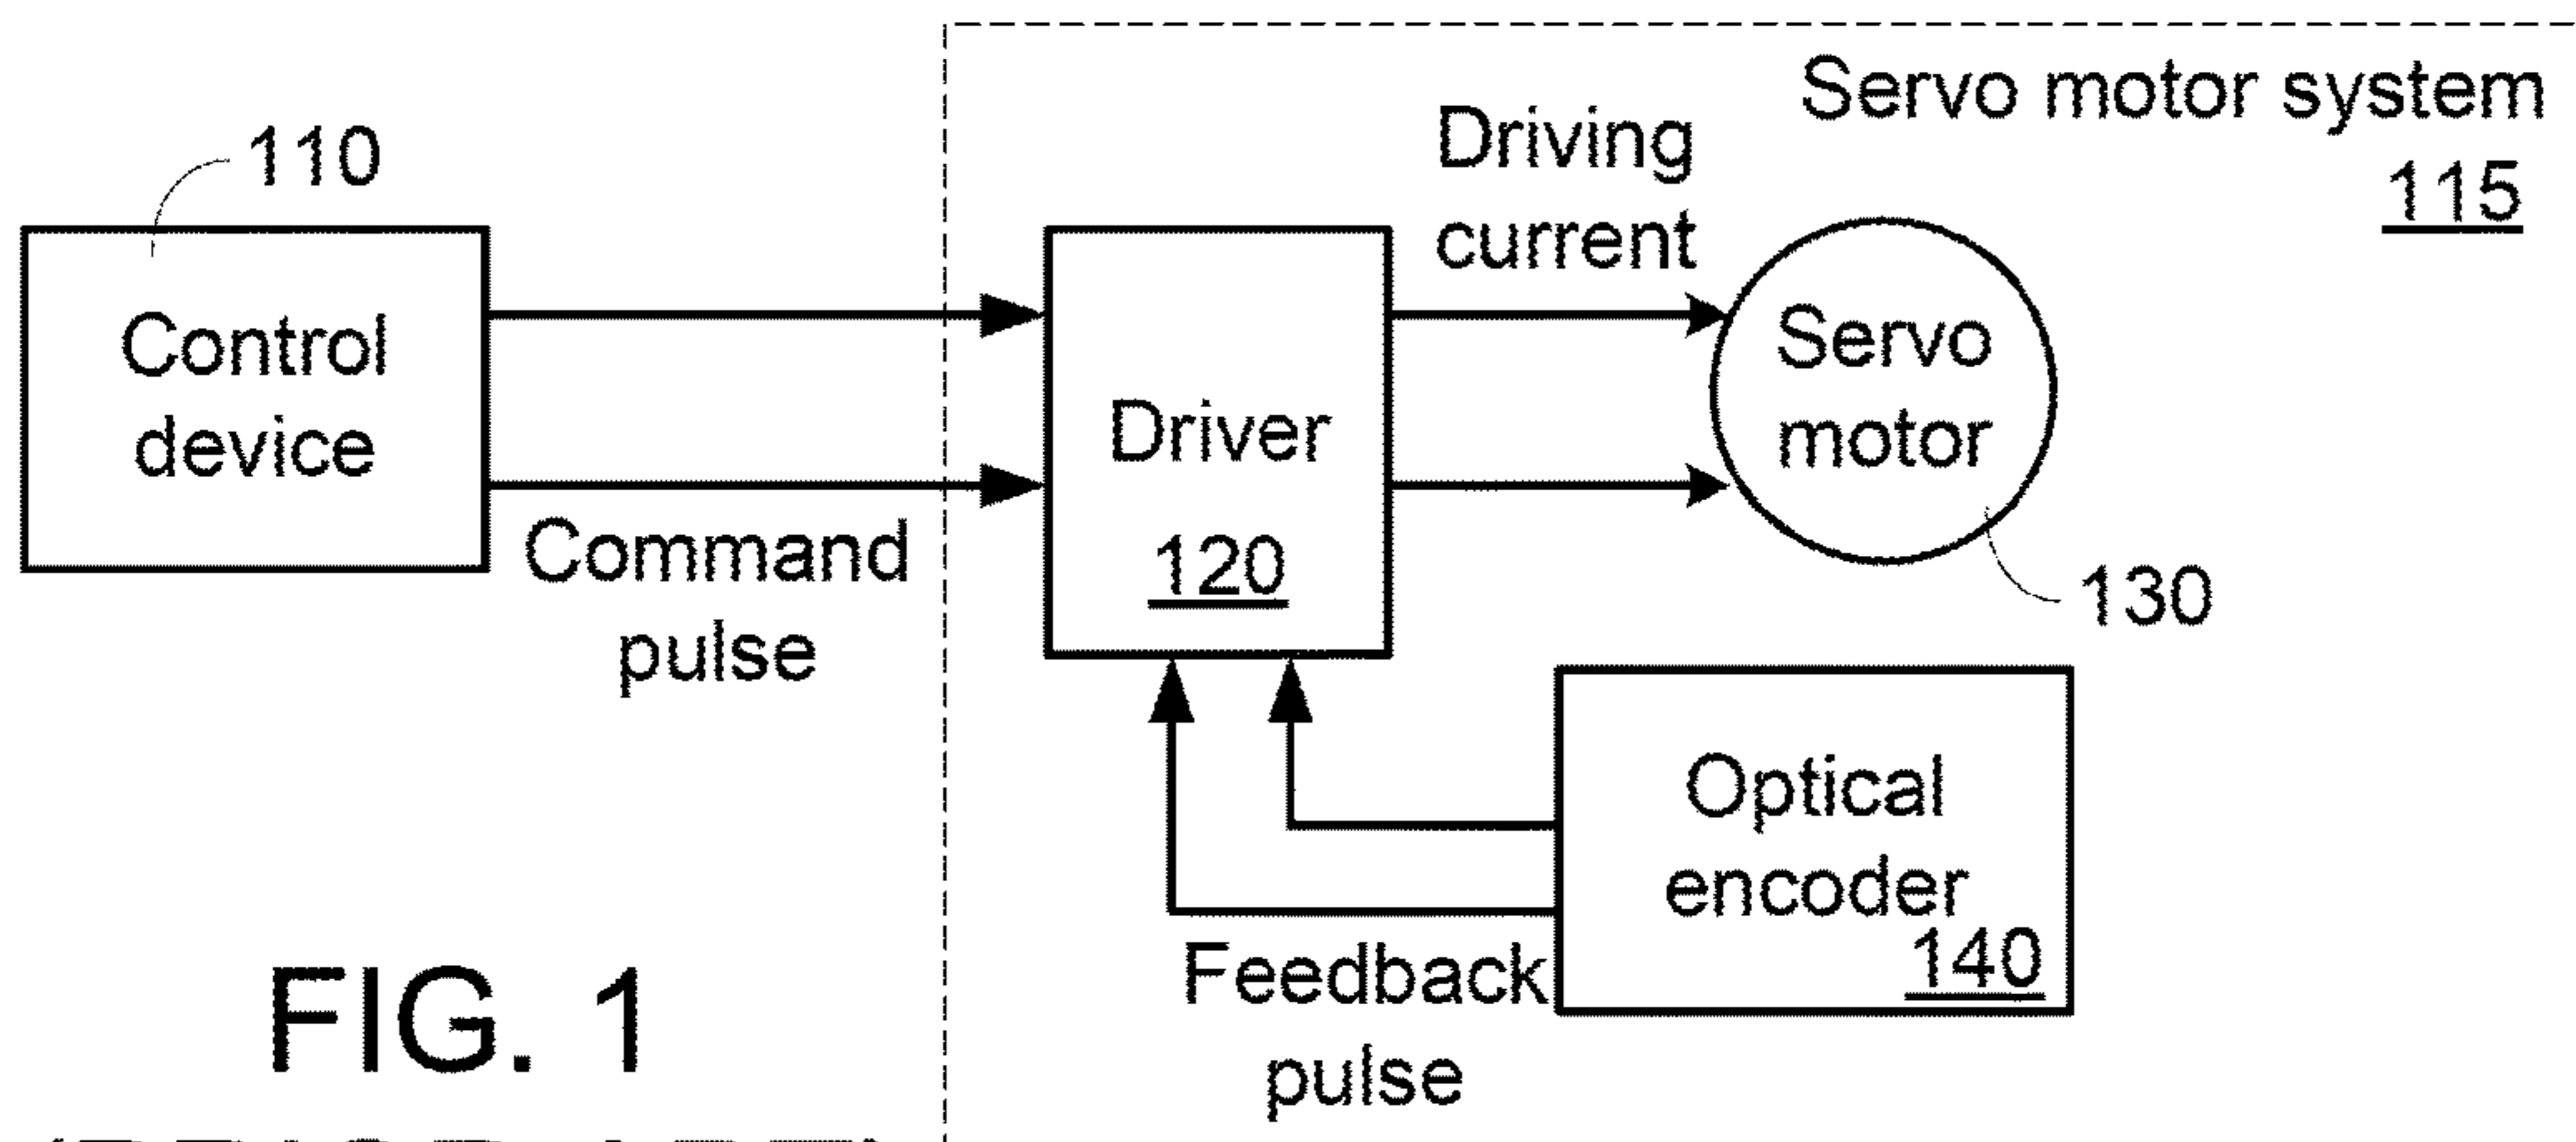 Servo motor system
115
110
Control
device
Command
pulse
Driver
120
Driving
current
Servo
motor
130
Optical
encoder
140
Feedback
pulse
FIG. 1